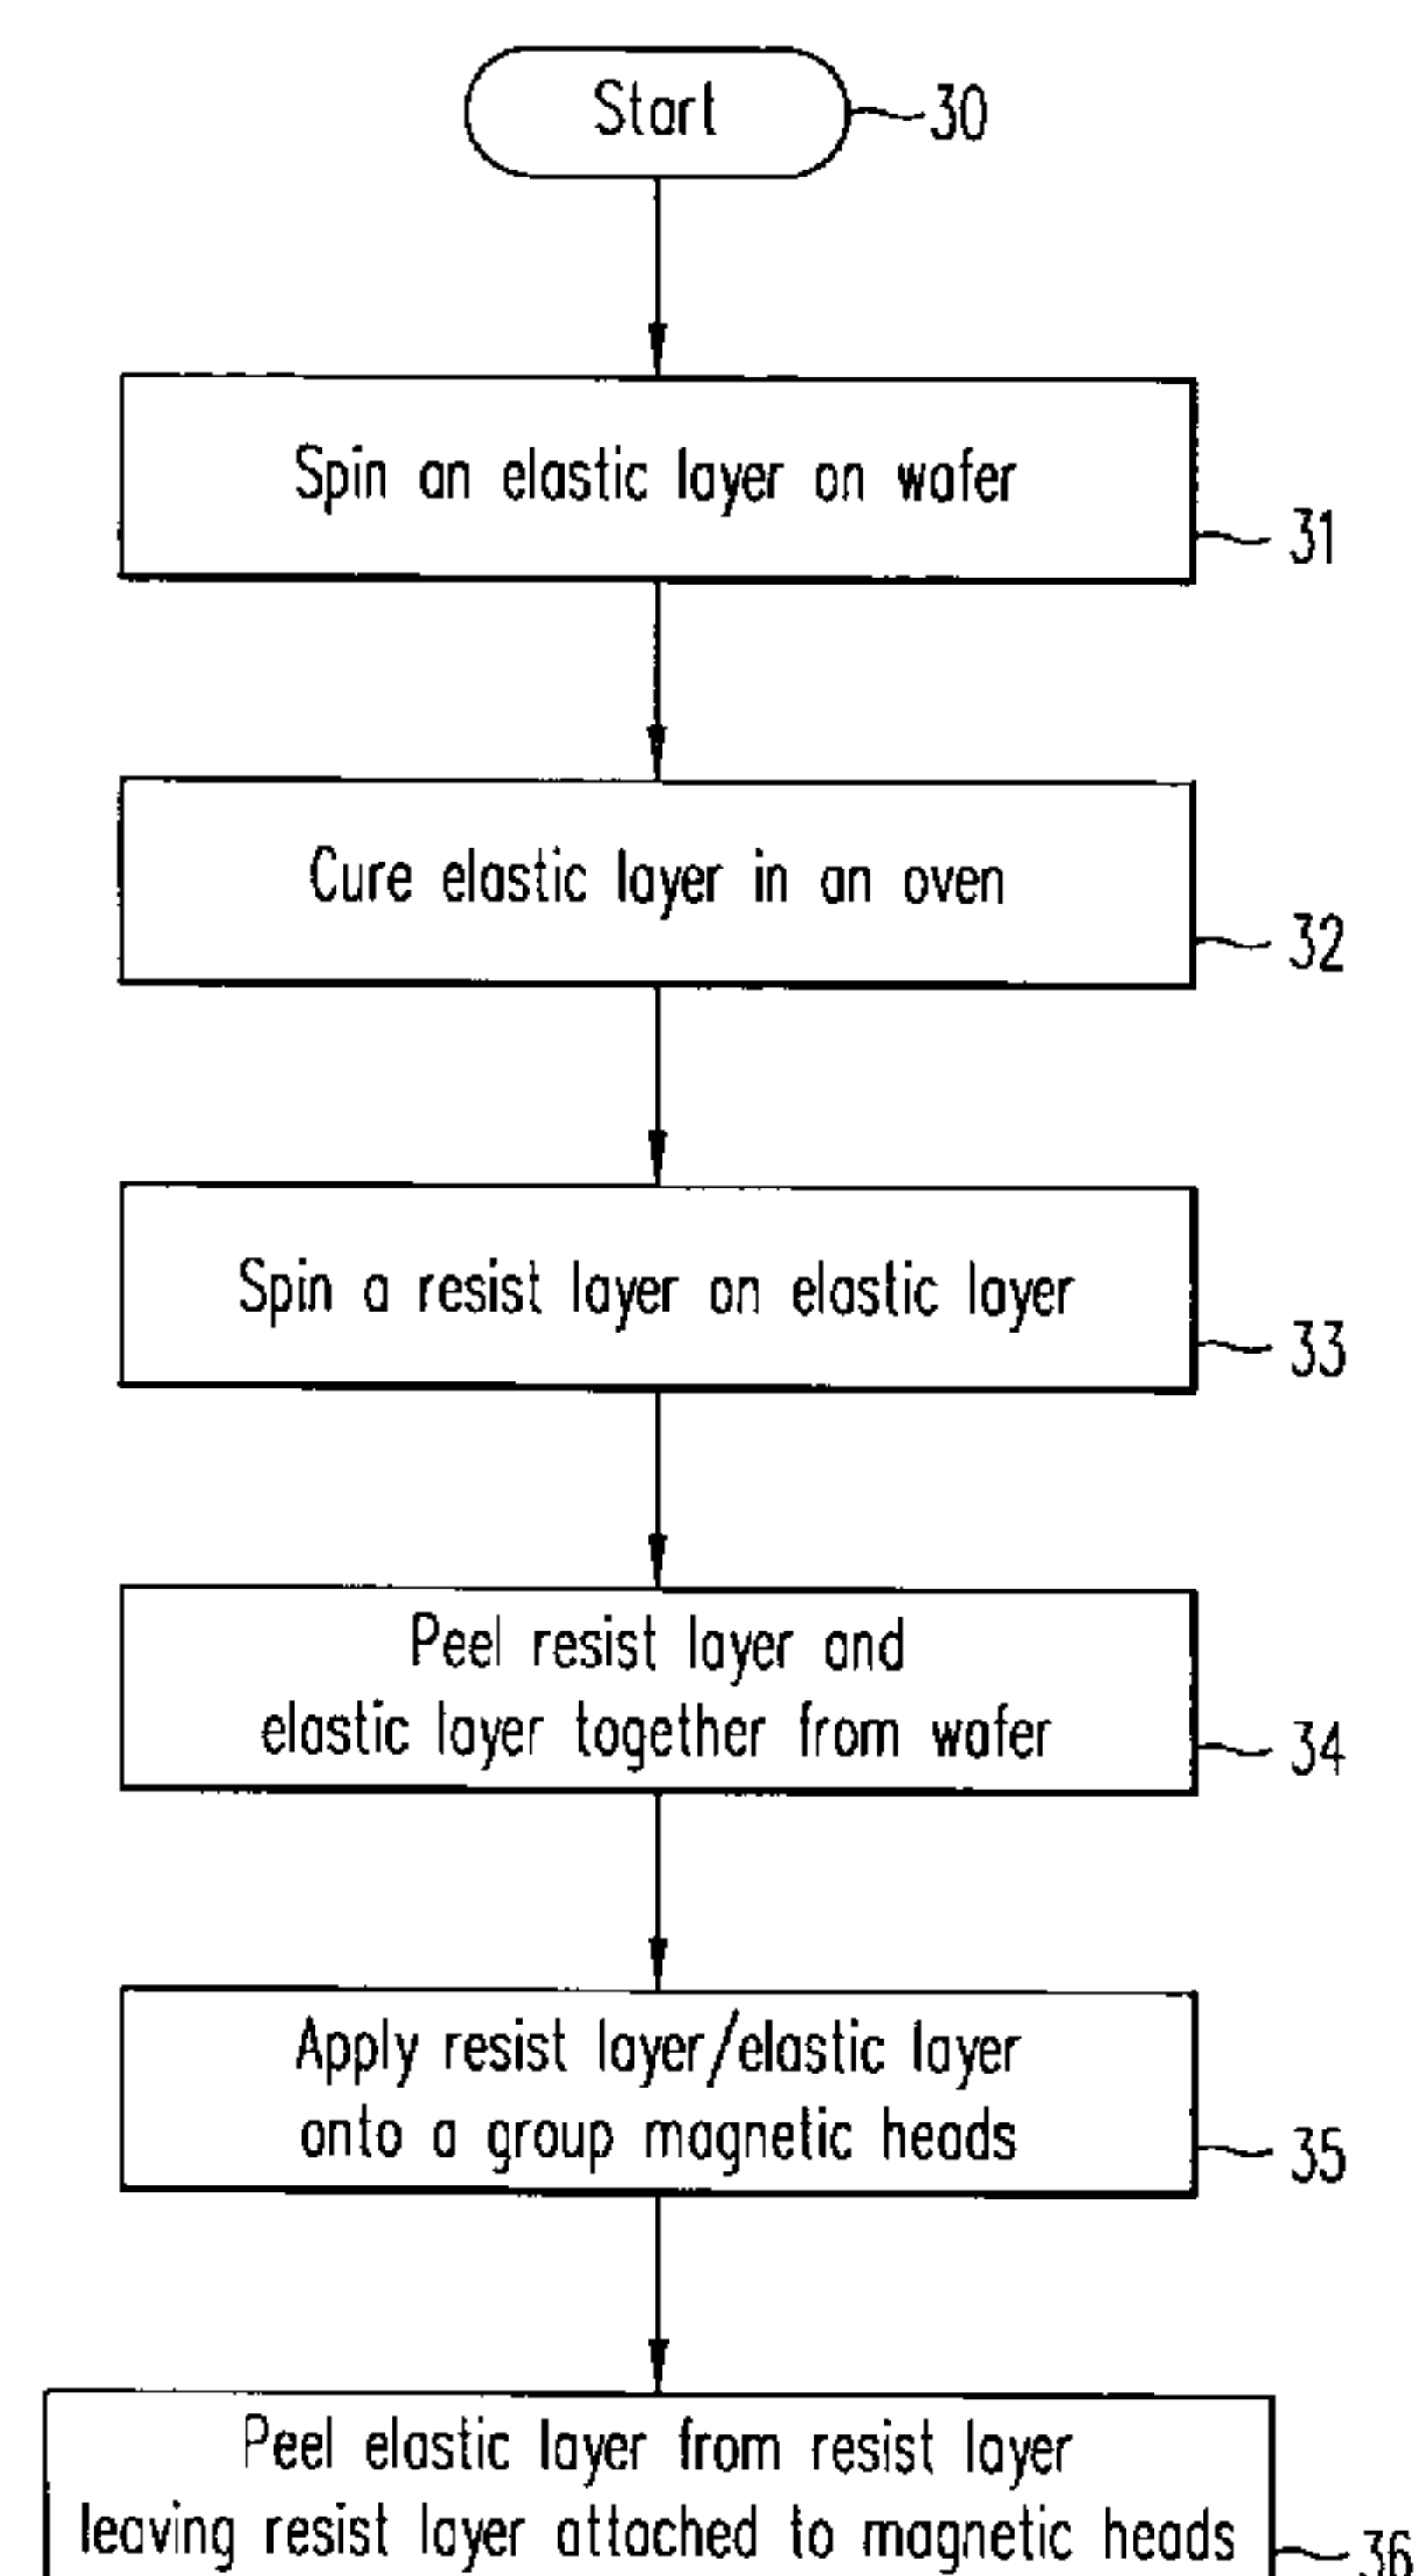 Start
30
Spin an elastic layer on wafer
31
Cure elastic layer in an oven
32
Spin a resist layer on elastic layer
33
Peel resist layer and
elastic layer together from wafer
34
Apply resist layer/elastic layer
onto a group magnetic heads
35
Peel elastic layer from resist layer
leaving resist layer attached to magnetic heads
36